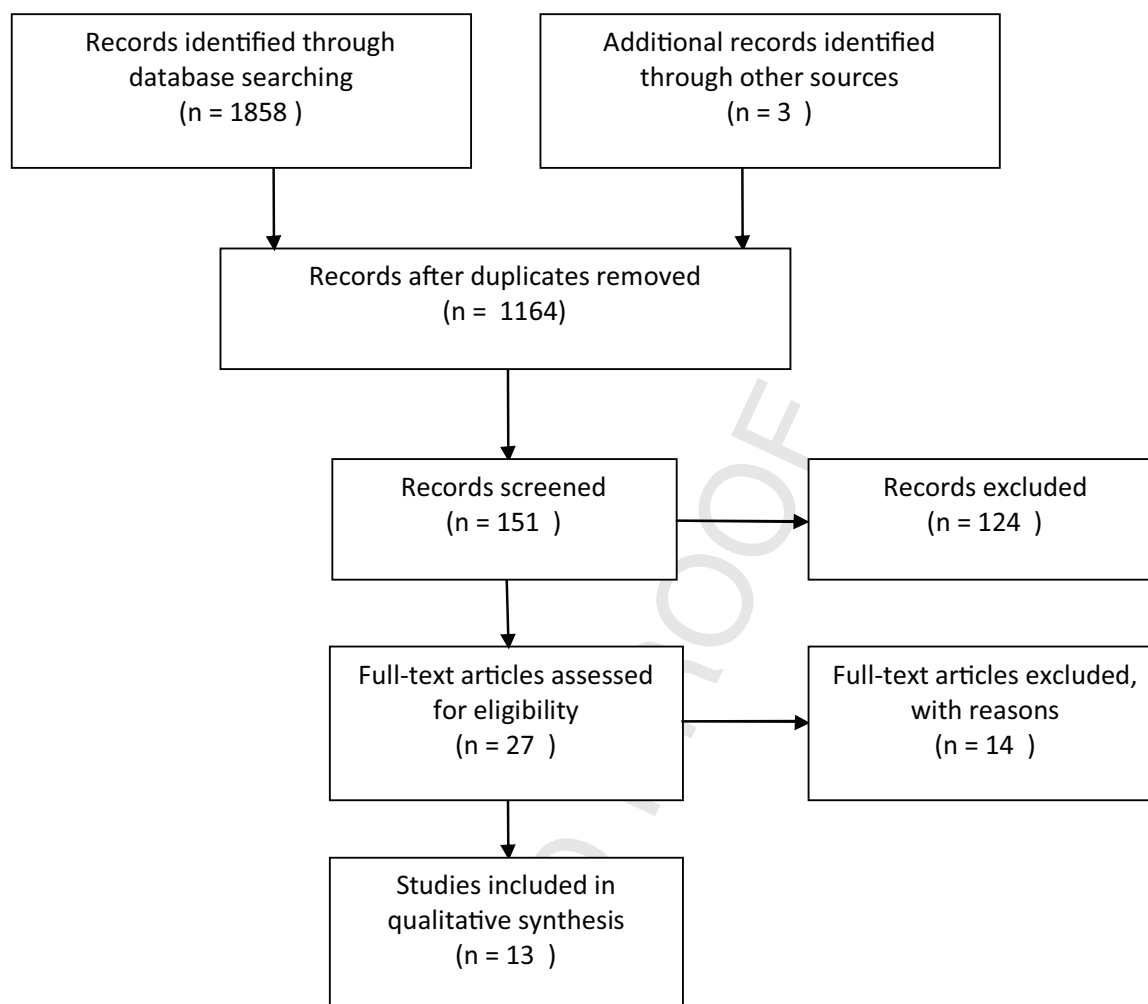 Records identified through
database searching
(n = 1858 )
Additional records identified
through other sources
(n = 3  )
Records after duplicates removed
(n =  1164)
Records screened
(n = 151  )
Records excluded
(n = 124  )
Full-text articles assessed
for eligibility
(n = 27  )
Full-text articles excluded,
with reasons
(n = 14  )
Studies included in
qualitative synthesis
(n = 13  )